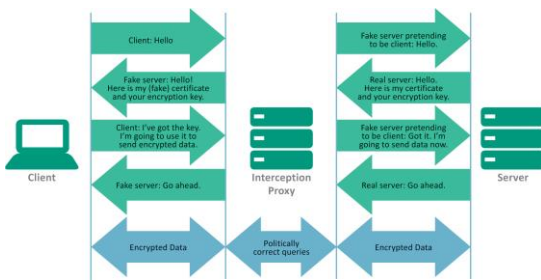 Client: Hello
Fake server pretending
to be client: Hello.
Fake server: Hello!
Here is my (fake) certificate
and your encryption key.
Real server: Hello.
Here is my certificate
and your encryption key.
Client: I've got the key.
I'm going to use it to
send encrypted data.
Fake server pretending
to be client: Got it. I'm
going to send data now.
Client
Fake server: Go ahead.
Interception
Proxy
Real server: Go ahead.
Server
Encrypted Data
Politically
correct queries
Encrypted Data